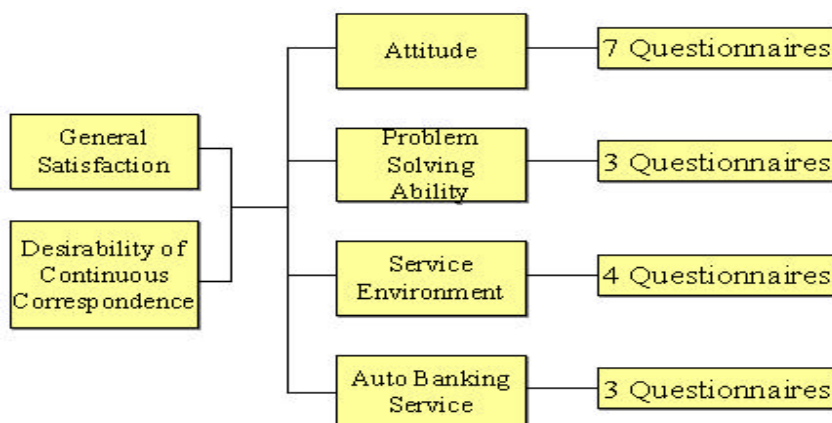 General
Satisfaction
Desirability of
Continuous
Correspondence
Attitude
7 Questionnaires
Problem
Solving
Ability
3 Questionnaires
Service
Environment
4 Questionnaires
Auto Banking
Service
3 Questionnaires